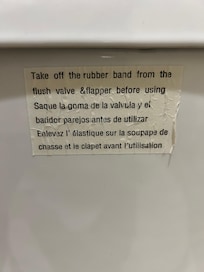 Take off the rubber band from the
flush valve &flapper before using
Saque la goma de la valvula y el
baridor parejos antes de utilizar
Enlevez l' élastique sur la soupape de
chasse et le clapet avant l'utilisation